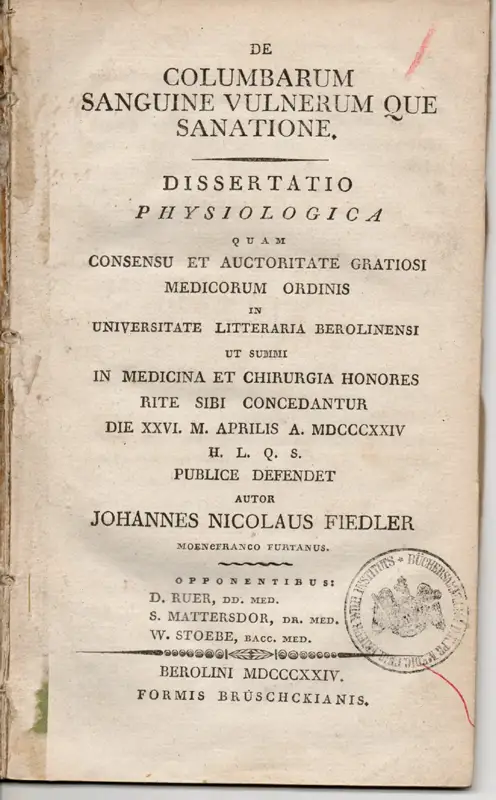 DE
COLUMBARUM
SANGUINE VULNERUM QUE
SANATIONE.
DISSERTATIO
PHYSIOLOGICA
QUAM
CONSENSU ET AUCTORITATE GRATIOSI
MEDICORUM ORDINIS
IN
UNIVERSITATE LITTERARIA BEROLINENSI
UT SUMMI
IN MEDICINA ET CHIRURGIA HONORES
RITE SIBI CONCEDANTUR
DIE XXVI. M. APRILIS A. MDCCCXXIV
H. L. Q. S.
PUBLICE DEFENDET
AUTOR
JOHANNES NICOLAUS FIEDLER
MOENOFRANCO FURTANUS.
OPPONENTIBUS:
D. RUER, DD. MED.
S. MATTERSDOR, DR. MED.
W. STOEBE, BACC. MED.
BEROLINI MDCCCXXIV.
FORMIS BRÜSCHCKIANIS.